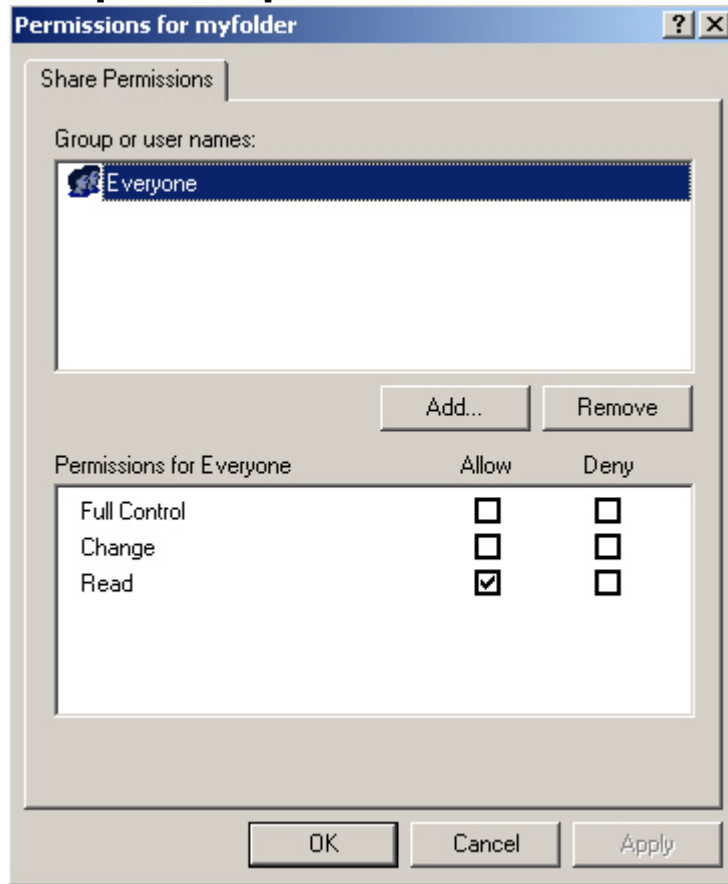 Permissions for myfolder
Share Permissions
Group or user names:
Everyone
Add... Remove
Permissions for Everyone Allow Deny
Full Control
Change
Read
OK Cancel Apply